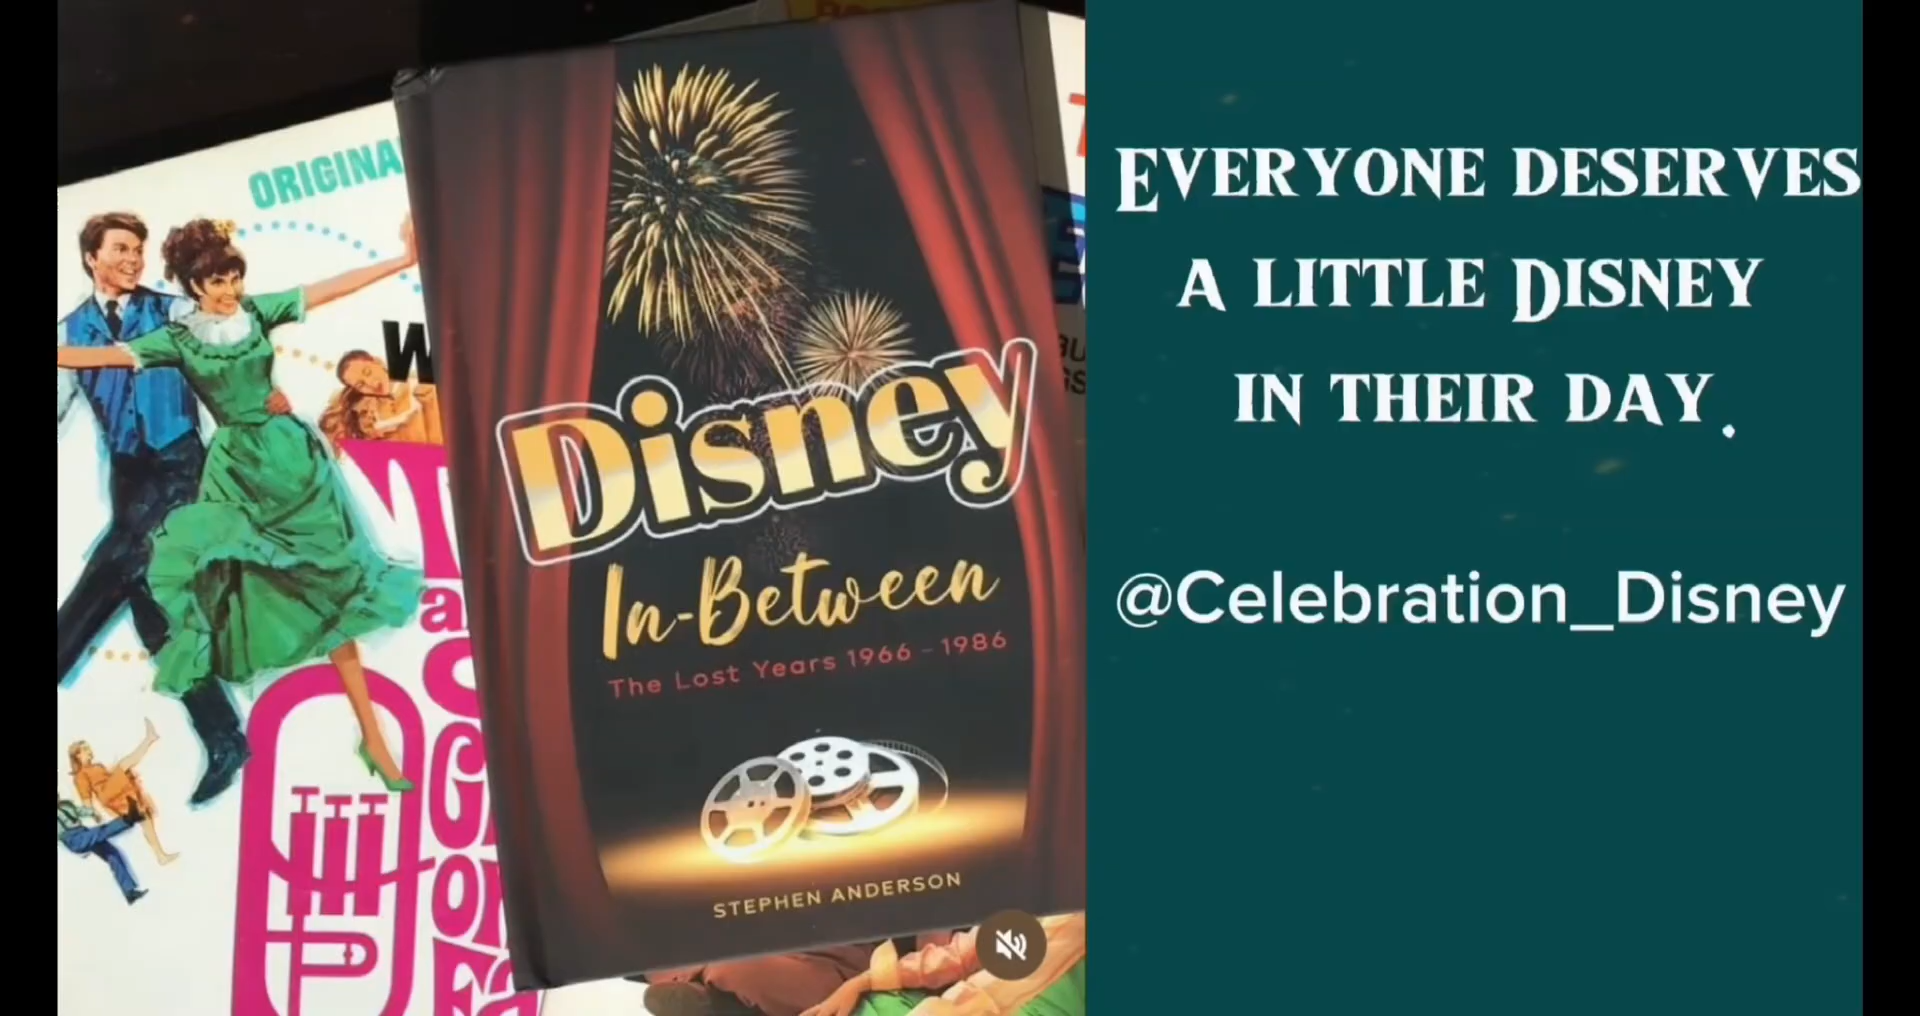 ORIGINA
W
Disney
In-Between
The Lost Years 1966 - 1986
STEPHEN ANDERSON
EVERYONE DESERVES
A LITTLE DISNEY
IN THEIR DAY.
@Celebration_Disney